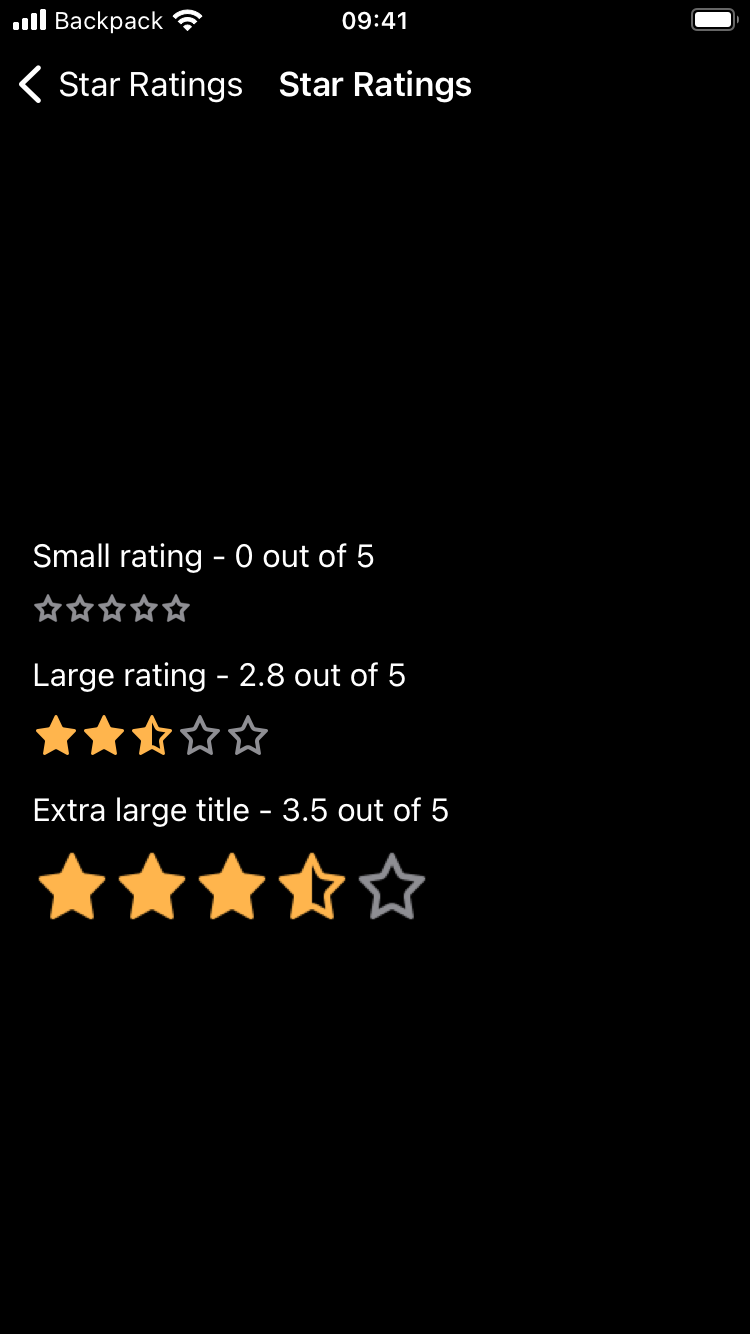 Backpack 09:41
Star Ratings Star Ratings
Small rating - 0 out of 5
Large rating - 2.8 out of 5
Extra large title - 3.5 out of 5